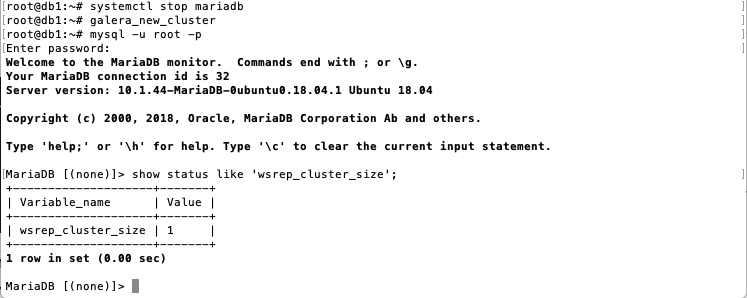 [root@db1:~# systemctl stop mariadb ]
[root@db1:~# galera_new_cluster ]
[root@db1:~# mysql -u root -p ]
Enter password:
Welcome to the MariaDB monitor.  Commands end with ; or \g.
Your MariaDB connection id is 32
Server version: 10.1.44-MariaDB-0ubuntu0.18.04.1 Ubuntu 18.04
Copyright (c) 2000, 2018, Oracle, MariaDB Corporation Ab and others.
Type 'help;' or '\h' for help. Type '\c' to clear the current input statement.
[MariaDB [(none)]> show status like 'wsrep_cluster_size'; ]
+--------------------+-------+
| Variable_name      | Value |
+--------------------+-------+
| wsrep_cluster_size | 1     |
+--------------------+-------+
1 row in set (0.00 sec)
MariaDB [(none)]>